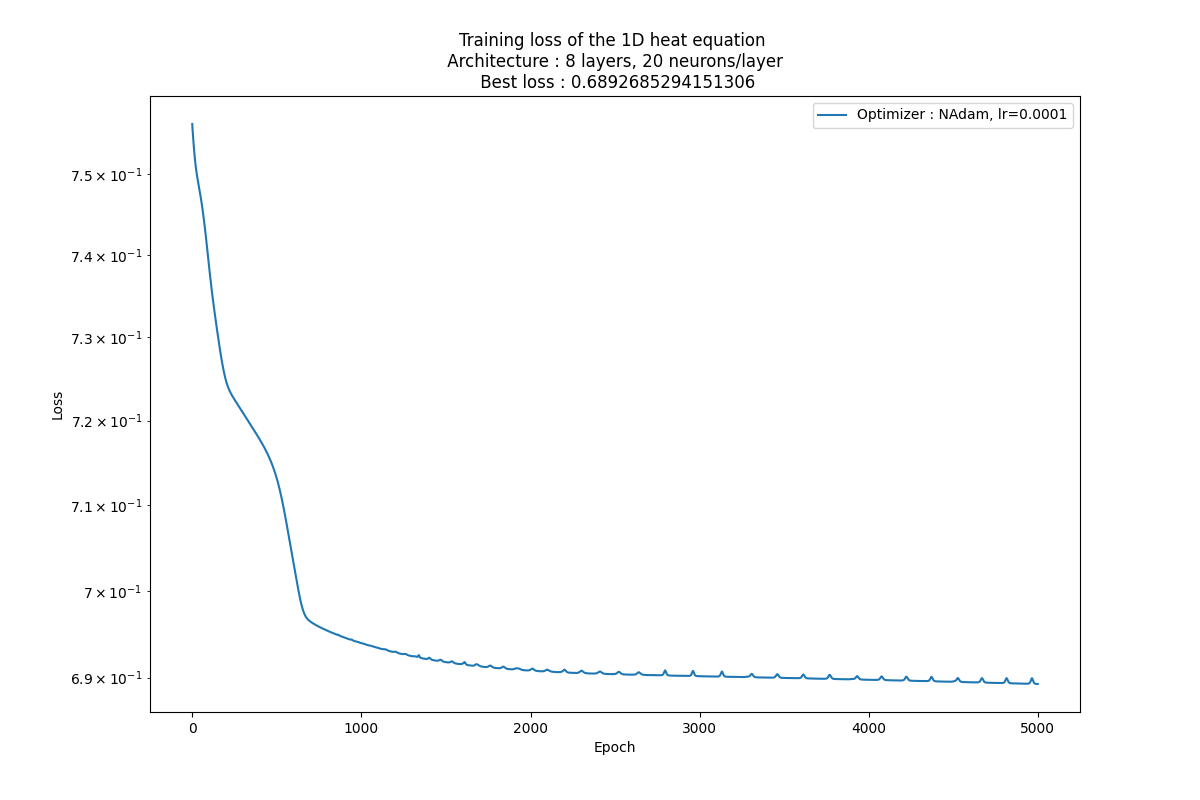 Training loss of the 1D heat equation
Architecture : 8 layers, 20 neurons/layer
Best loss : 0.6892685294151306
Optimizer : NAdam, lr=0.0001
7.5 × 10⁻¹
7.4 × 10⁻¹
7.3 × 10⁻¹
7.2 × 10⁻¹
7.1 × 10⁻¹
7 × 10⁻¹
6.9 × 10⁻¹
Loss
0 1000 2000 3000 4000 5000
Epoch